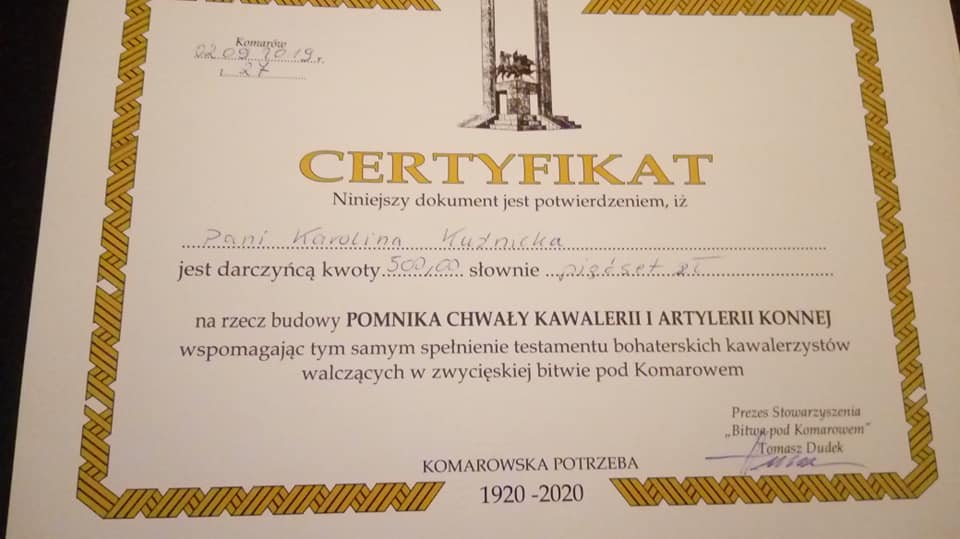 Komarów
02.09.2019 r.
CERTYFIKAT
Niniejszy dokument jest potwierdzeniem, iż
Pani Karolina Kuźnicka
jest darczyńcą kwoty 500,00 słownie pięćset zł
na rzecz budowy POMNIKA CHWAŁY KAWALERII I ARTYLERII KONNEJ
wspomagając tym samym spełnienie testamentu bohaterskich kawalerzystów
walczących w zwycięskiej bitwie pod Komarowem
Prezes Stowarzyszenia
„Bitwa pod Komarowem"
Tomasz Dudek
KOMAROWSKA POTRZEBA
1920 -2020